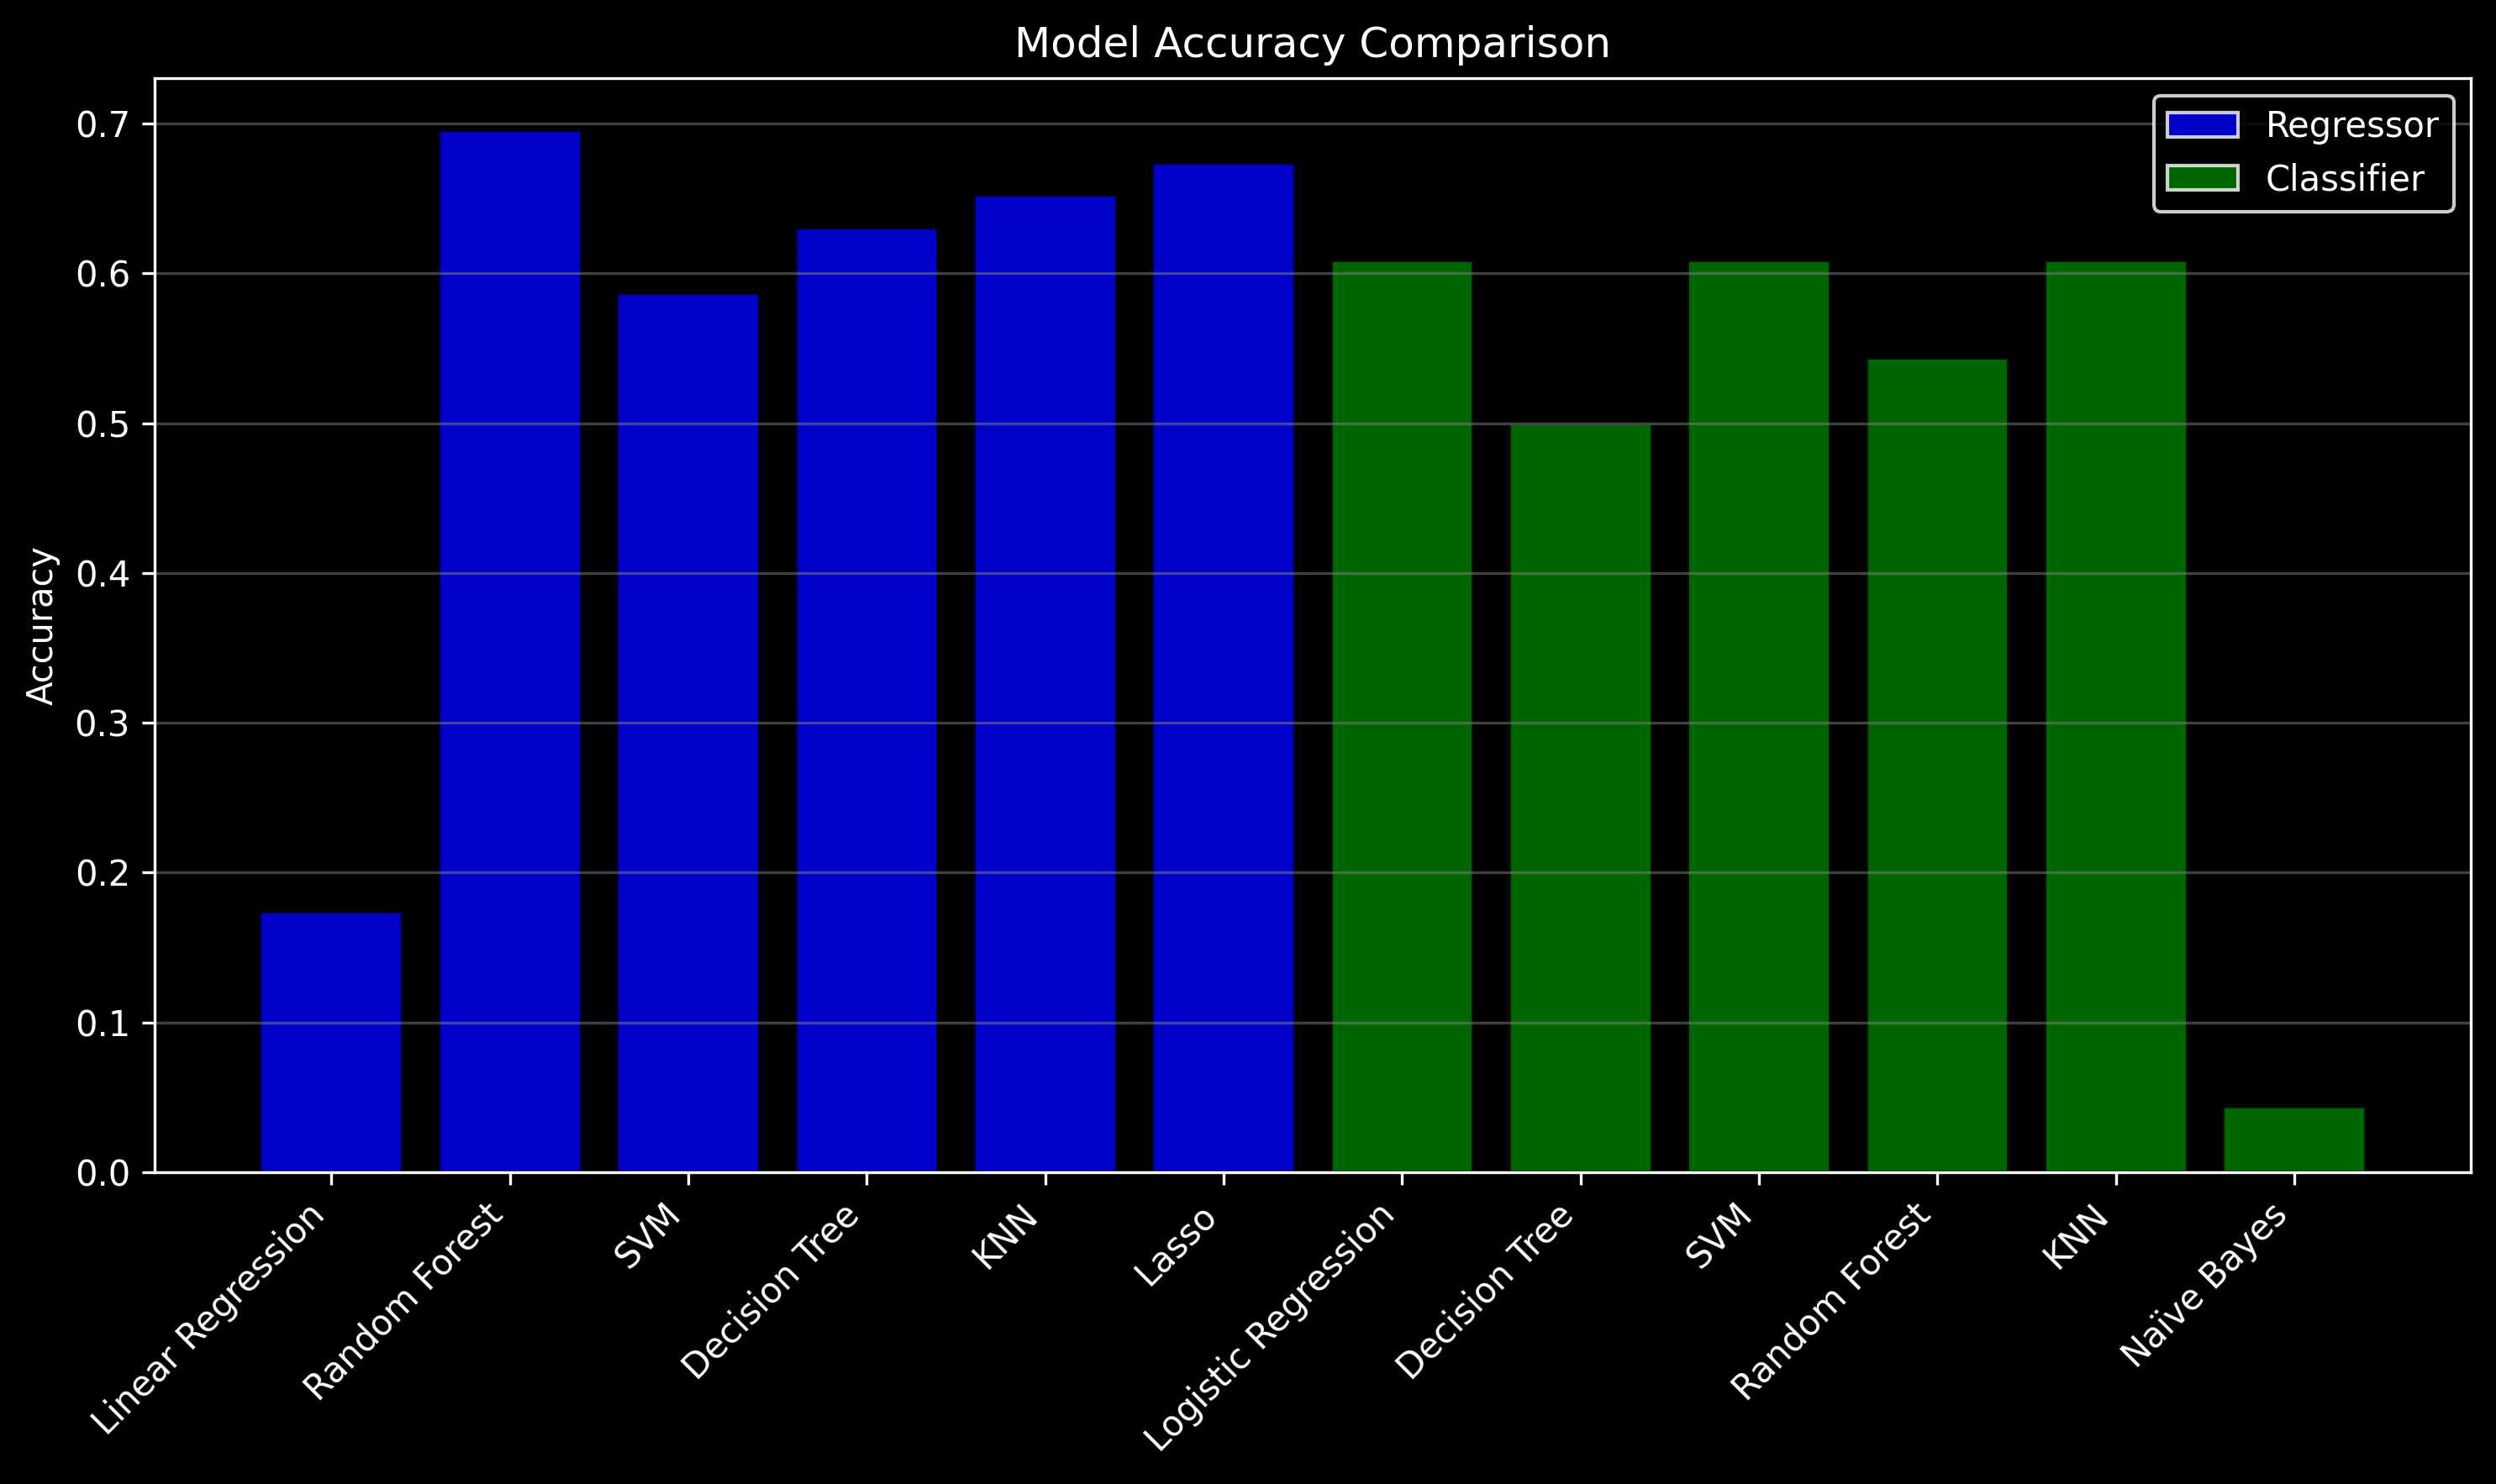 Model Accuracy Comparison
Regressor
Classifier
Accuracy
0.7
0.6
0.5
0.4
0.3
0.2
0.1
0.0
Linear Regression
Random Forest
SVM
Decision Tree
KNN
Lasso
Logistic Regression
Decision Tree
SVM
Random Forest
KNN
Naïve Bayes